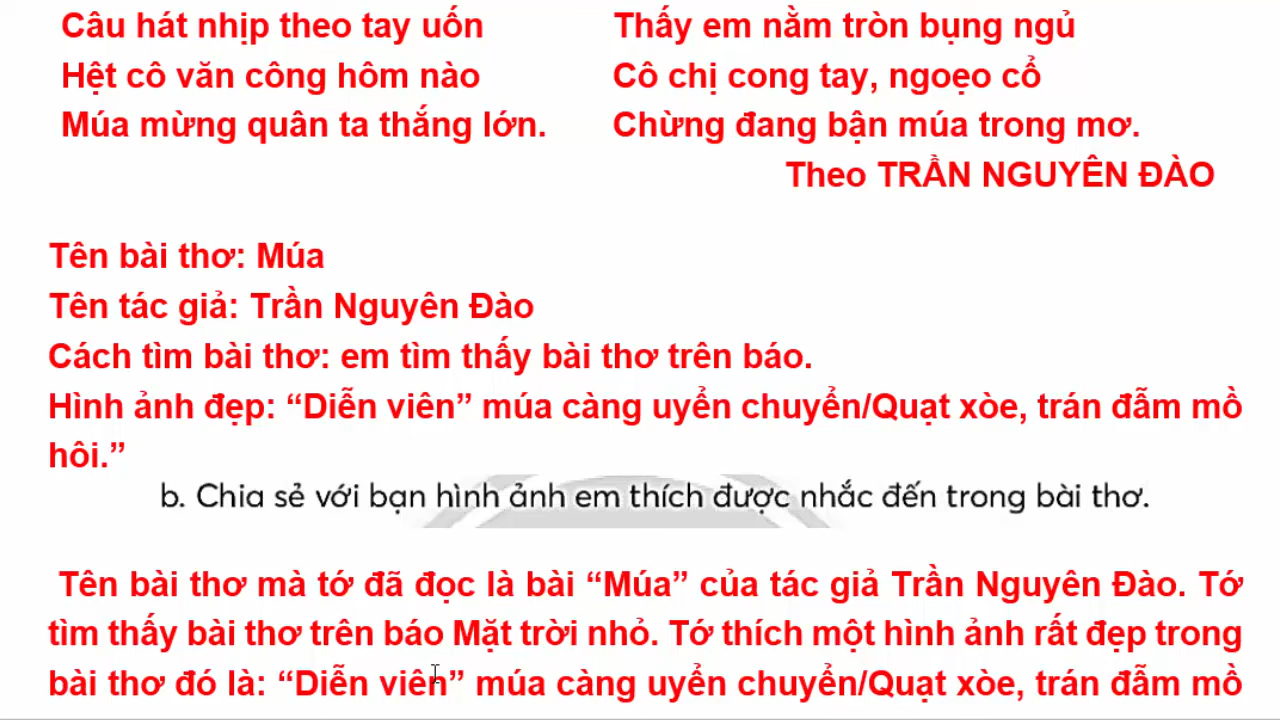 Câu hát nhịp theo tay uốn
Hệt cô văn công hôm nào
Múa mừng quân ta thắng lớn.
Thấy em nằm tròn bụng ngủ
Cô chị cong tay, ngoẹo cổ
Chừng đang bận múa trong mơ.
Theo TRẦN NGUYÊN ĐÀO
Tên bài thơ: Múa
Tên tác giả: Trần Nguyên Đào
Cách tìm bài thơ: em tìm thấy bài thơ trên báo.
Hình ảnh đẹp: “Diễn viên” múa càng uyển chuyển/Quạt xòe, trán đẫm mồ
hôi.”
b. Chia sẻ với bạn hình ảnh em thích được nhắc đến trong bài thơ.
Tên bài thơ mà tớ đã đọc là bài “Múa” của tác giả Trần Nguyên Đào. Tớ
tìm thấy bài thơ trên báo Mặt trời nhỏ. Tớ thích một hình ảnh rất đẹp trong
bài thơ đó là: “Diễn viên” múa càng uyển chuyển/Quạt xòe, trán đẫm mồ